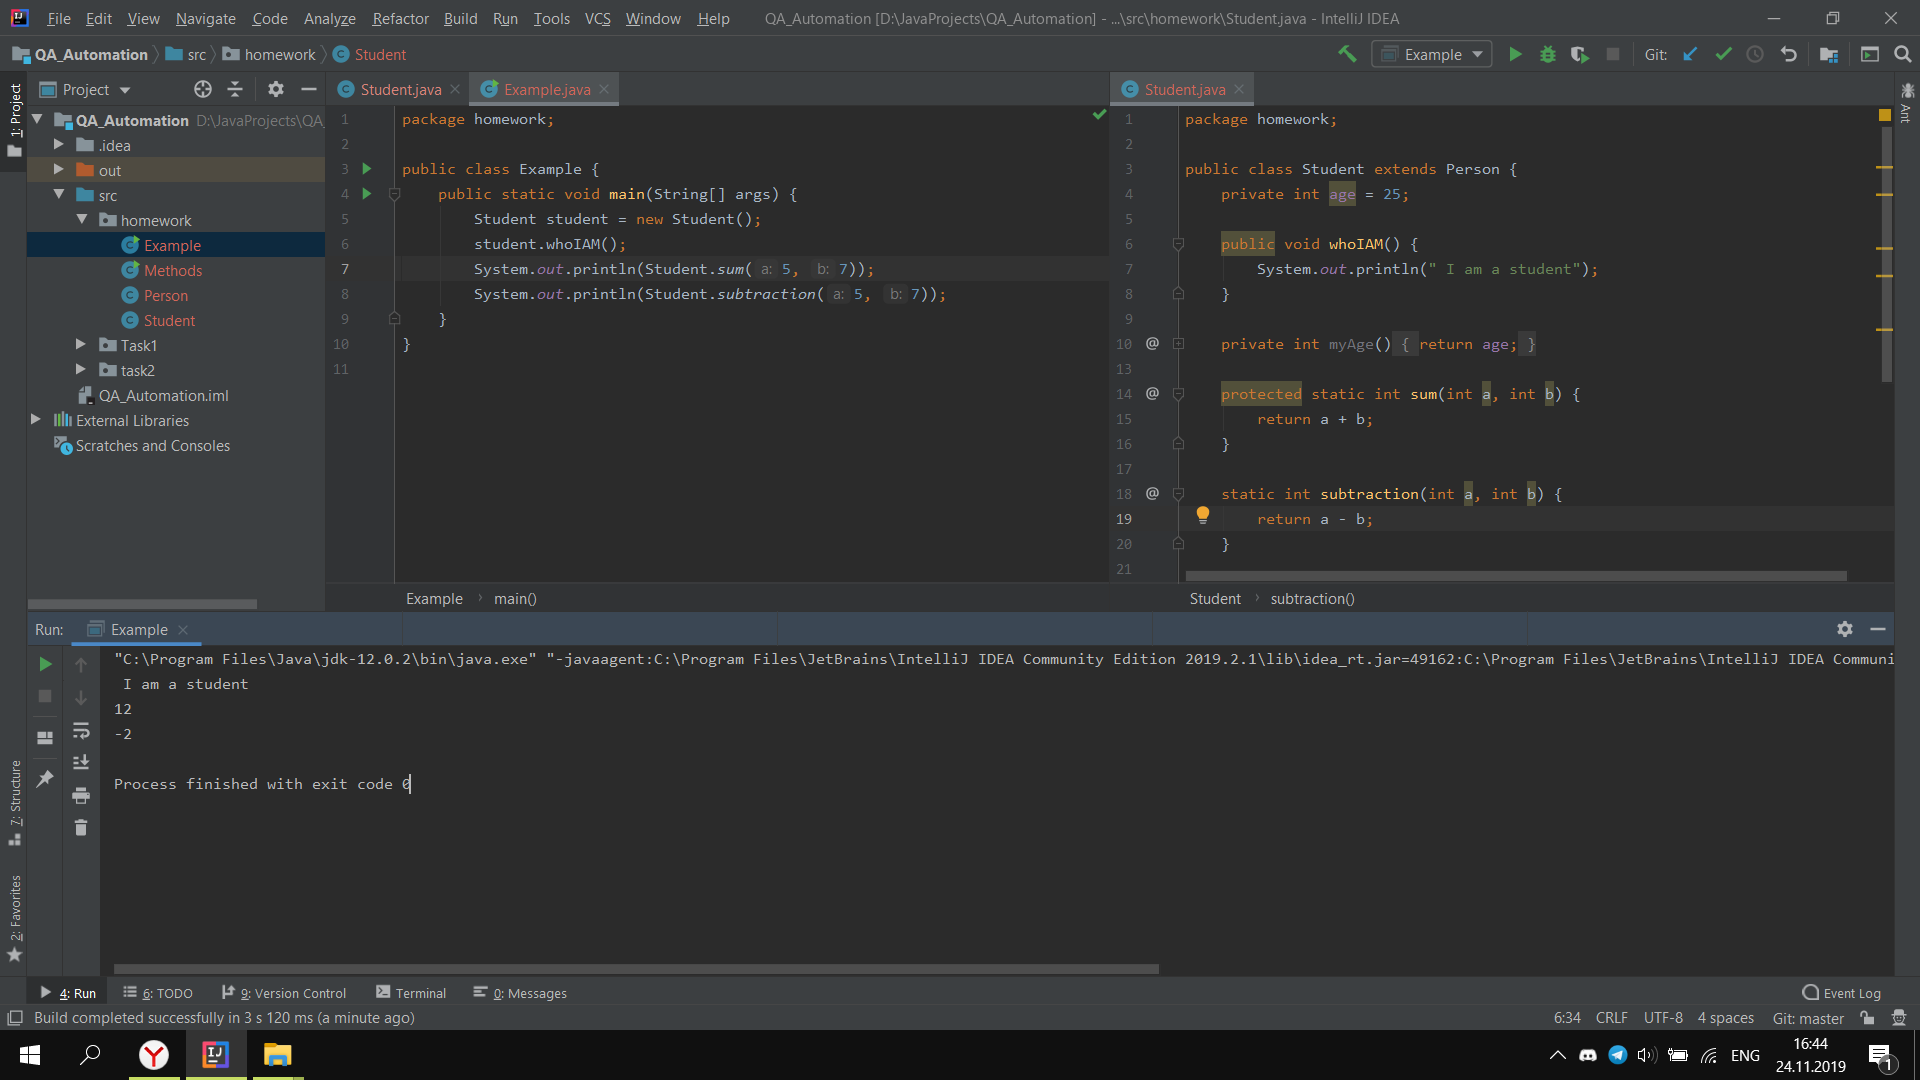 File Edit View Navigate Code Analyze Refactor Build Run Tools VCS Window Help QA_Automation [D:\JavaProjects\QA_Automation] - ...\src\homework\Student.java - IntelliJ IDEA
QA_Automation src homework Student Example Git:
1: Project
Project
QA_Automation D:\JavaProjects\QA_
.idea
out
src
homework
Example
Methods
Person
Student
Task1
task2
QA_Automation.iml
External Libraries
Scratches and Consoles
Student.java Example.java
1 package homework;
2
3 public class Example {
4 public static void main(String[] args) {
5 Student student = new Student();
6 student.whoIAM();
7 System.out.println(Student.sum( a: 5, b: 7));
8 System.out.println(Student.subtraction( a: 5, b: 7));
9 }
10 }
11
Example main()
Student.java
1 package homework;
2
3 public class Student extends Person {
4 private int age = 25;
5
6 public void whoIAM() {
7 System.out.println(" I am a student");
8 }
9
10 @ private int myAge() { return age; }
13
14 @ protected static int sum(int a, int b) {
15 return a + b;
16 }
17
18 @ static int subtraction(int a, int b) {
19 return a - b;
20 }
21
Student subtraction()
Ant
Run: Example
"C:\Program Files\Java\jdk-12.0.2\bin\java.exe" "-javaagent:C:\Program Files\JetBrains\IntelliJ IDEA Community Edition 2019.2.1\lib\idea_rt.jar=49162:C:\Program Files\JetBrains\IntelliJ IDEA Communi
I am a student
12
-2
Process finished with exit code 0
7: Structure
2: Favorites
4: Run 6: TODO 9: Version Control Terminal 0: Messages Event Log
Build completed successfully in 3 s 120 ms (a minute ago) 6:34 CRLF UTF-8 4 spaces Git: master
ENG
16:44
24.11.2019
1